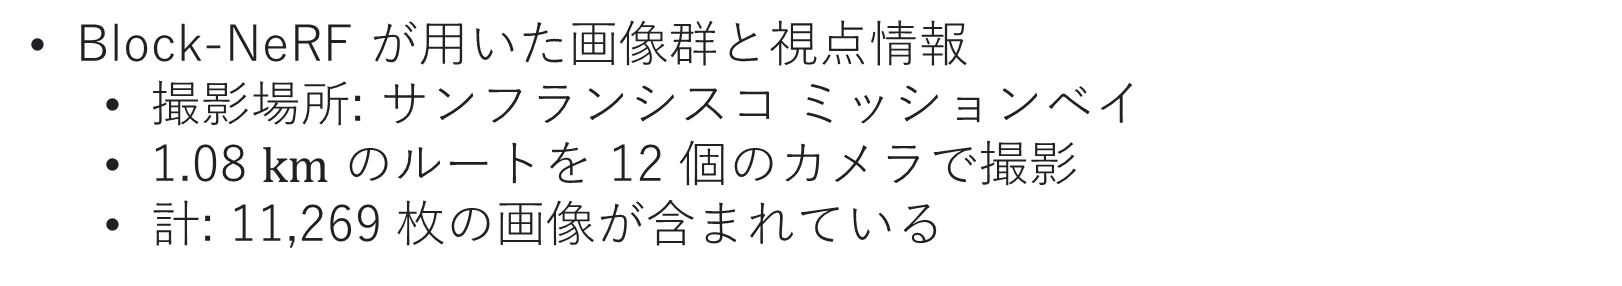 • Block-NeRF が用いた画像群と視点情報
• 撮影場所: サンフランシスコ ミッションベイ
• 1.08 km のルートを 12 個のカメラで撮影
• 計: 11,269 枚の画像が含まれている